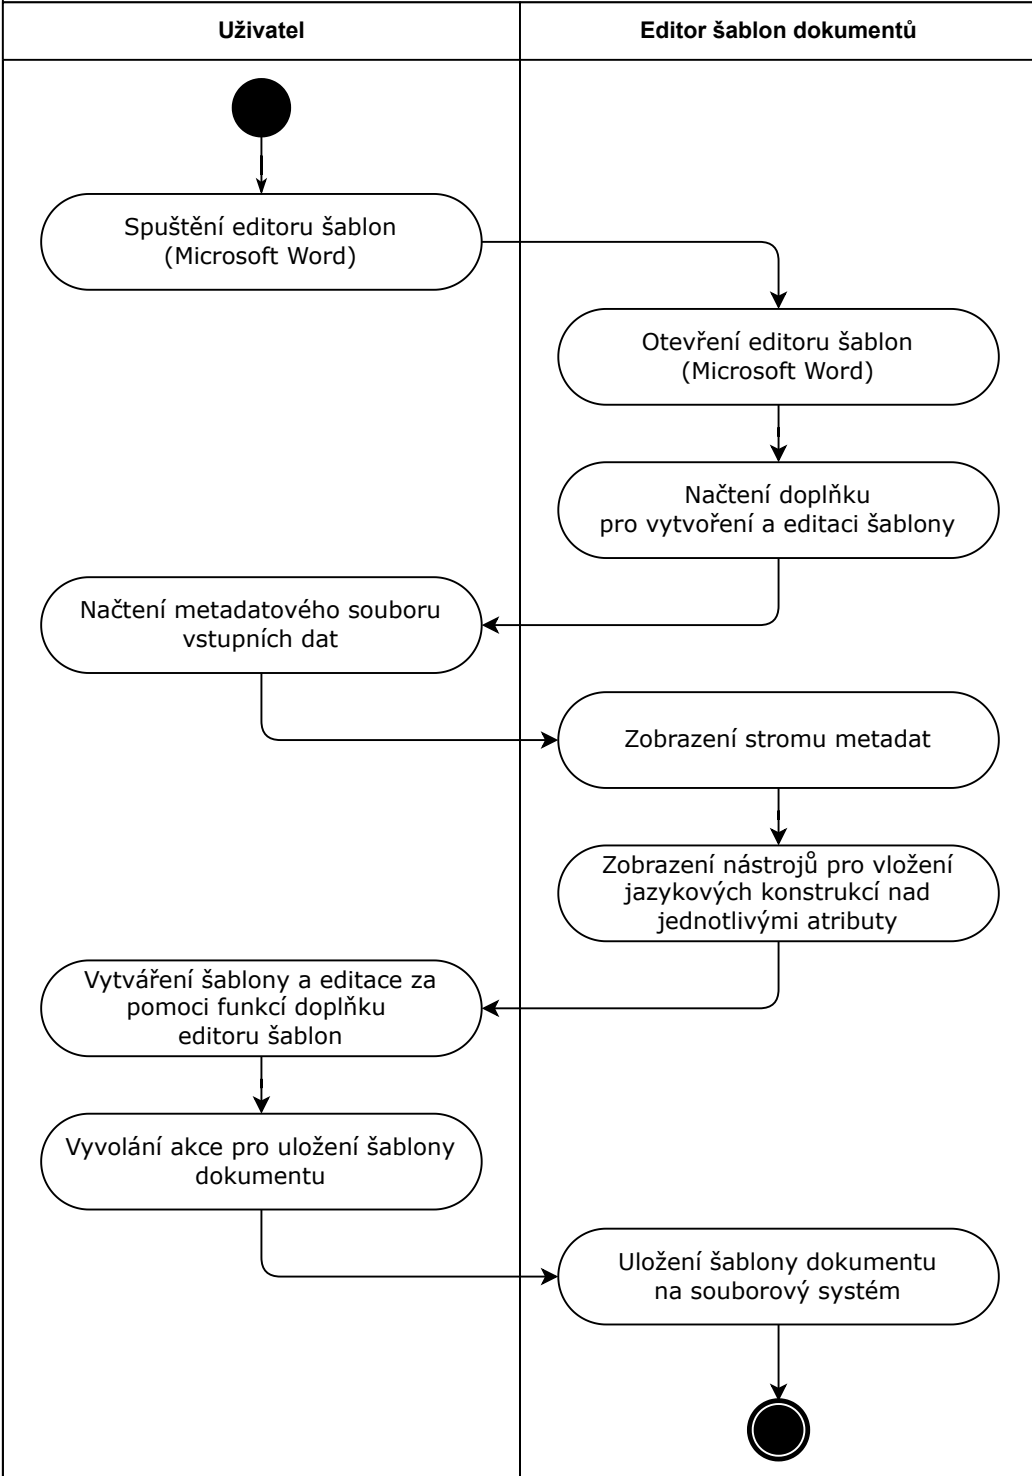 Uživatel
Editor šablon dokumentů
Spuštění editoru šablon
(Microsoft Word)
Otevření editoru šablon
(Microsoft Word)
Načtení doplňku
pro vytvoření a editaci šablony
Načtení metadatového souboru
vstupních dat
Zobrazení stromu metadat
Zobrazení nástrojů pro vložení
jazykových konstrukcí nad
jednotlivými atributy
Vytváření šablony a editace za
pomoci funkcí doplňku
editoru šablon
Vyvolání akce pro uložení šablony
dokumentu
Uložení šablony dokumentu
na souborový systém